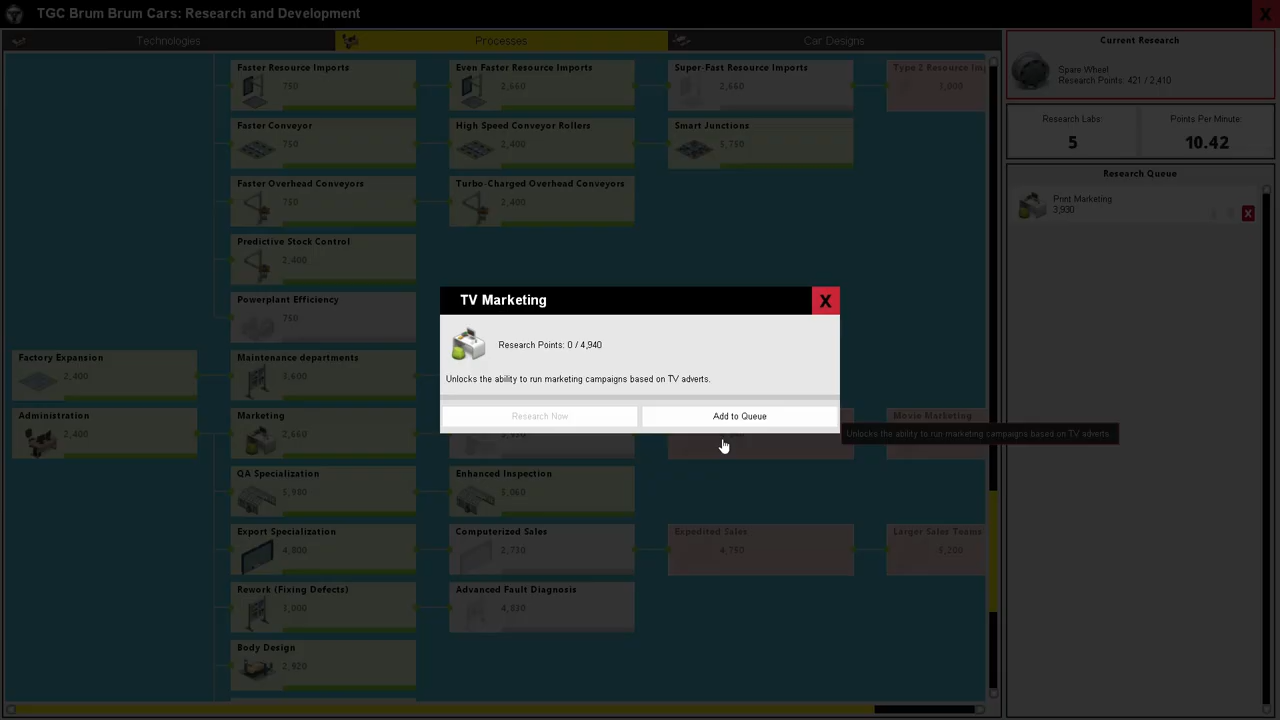 TGC Brum Brum Cars: Research and Development
X
Technologies
Processes
Car Designs
Current Research
Spare Wheel
Research Points: 421 / 2,410
Research Labs:
5
Points Per Minute:
10.42
Research Queue
Print Marketing
3,930
X
Faster Resource Imports
750
Even Faster Resource Imports
2,660
Super-Fast Resource Imports
2,660
Type 2 Resource Im
3,000
Faster Conveyor
750
High Speed Conveyor Rollers
2,400
Smart Junctions
5,750
Faster Overhead Conveyors
750
Turbo-Charged Overhead Conveyors
2,400
Predictive Stock Control
2,400
Powerplant Efficiency
750
TV Marketing
X
Research Points: 0 / 4,940
Unlocks the ability to run marketing campaigns based on TV adverts.
Research Now
Add to Queue
Factory Expansion
2,400
Maintenance departments
3,600
Administration
2,400
Marketing
2,660
Movie Marketing
Unlocks the ability to run marketing campaigns based on TV adverts.
QA Specialization
5,980
Enhanced Inspection
5,060
Export Specialization
4,800
Computerized Sales
2,730
Expedited Sales
4,750
Larger Sales Teams
5,200
Rework (Fixing Defects)
3,000
Advanced Fault Diagnosis
4,830
Body Design
2,920